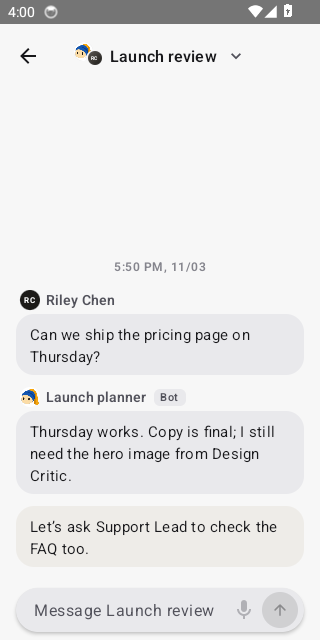 4:00
RC
Launch review
5:50 PM, 11/03
RC
Riley Chen
Can we ship the pricing page on
Thursday?
Launch planner
Bot
Thursday works. Copy is final; I still
need the hero image from Design
Critic.
Let's ask Support Lead to check the
FAQ too.
Message Launch review